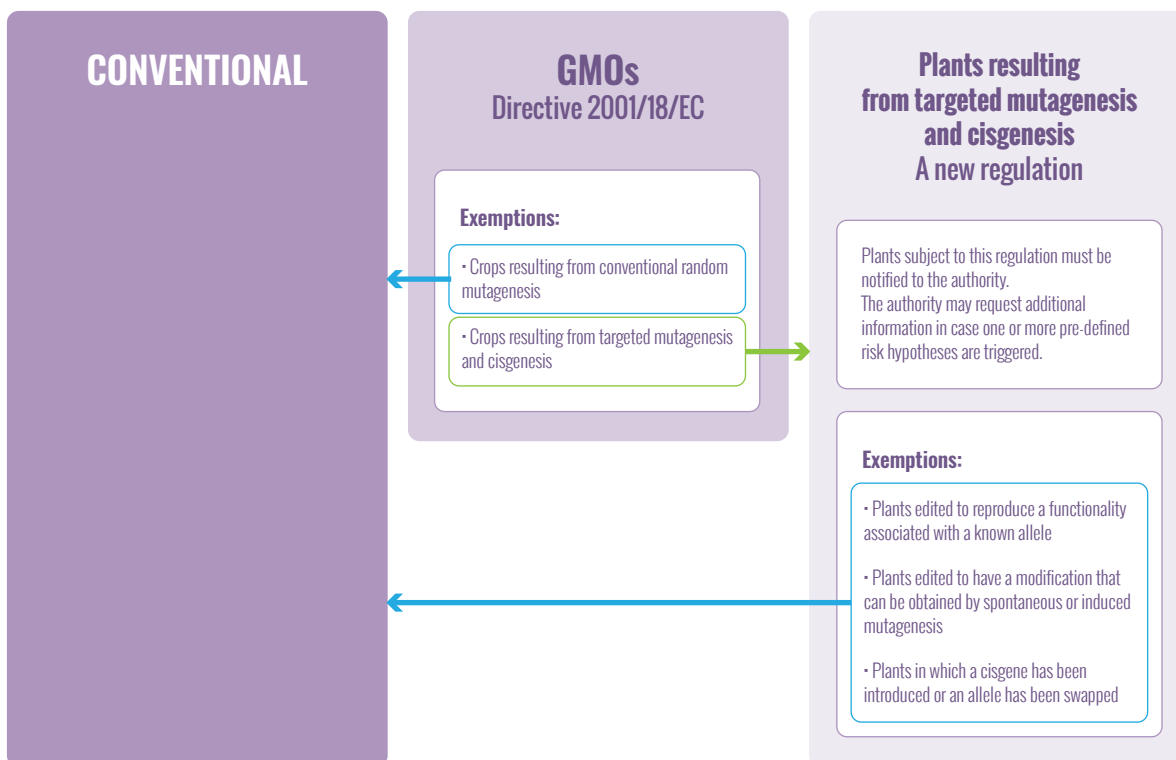 CONVENTIONAL
GMOs
Directive 2001/18/EC
Exemptions:
• Crops resulting from conventional random
mutagenesis
• Crops resulting from targeted mutagenesis
and cisgenesis
Plants resulting
from targeted mutagenesis
and cisgenesis
A new regulation
Plants subject to this regulation must be
notified to the authority.
The authority may request additional
information in case one or more pre-defined
risk hypotheses are triggered.
Exemptions:
• Plants edited to reproduce a functionality
associated with a known allele
• Plants edited to have a modification that
can be obtained by spontaneous or induced
mutagenesis
• Plants in which a cisgene has been
introduced or an allele has been swapped